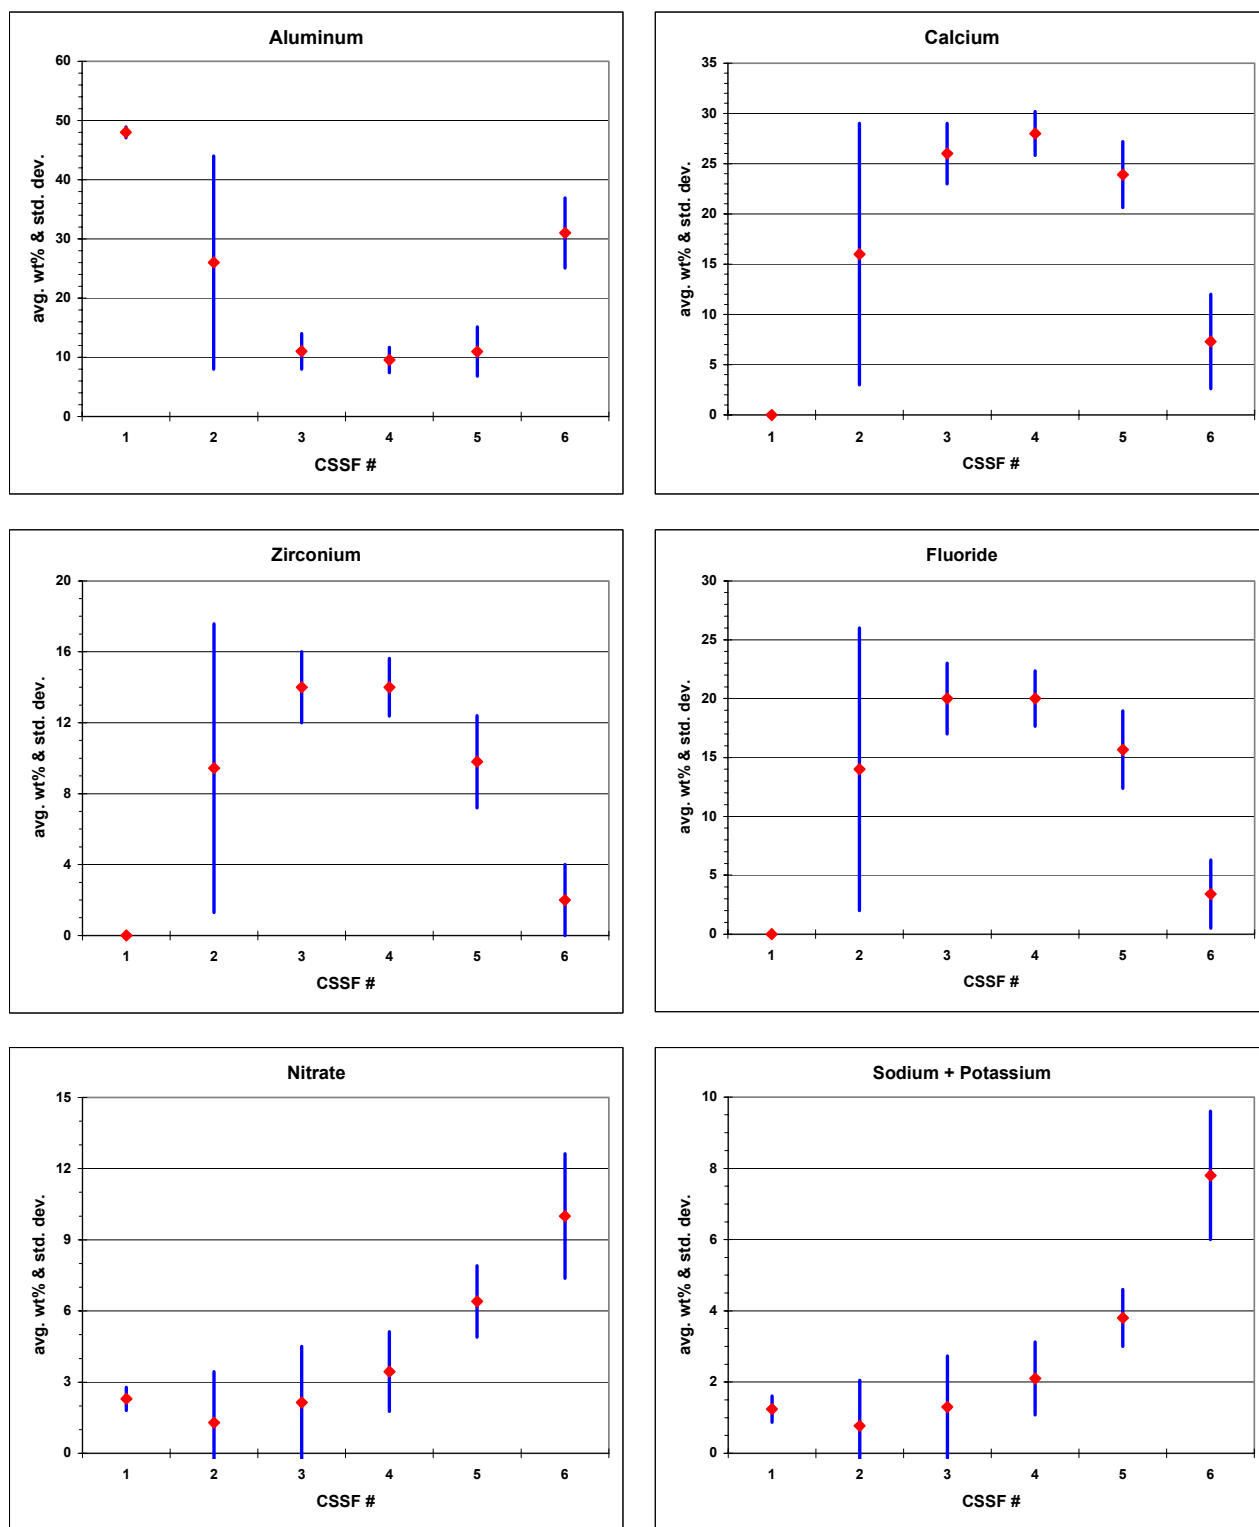 Aluminum
60
50
40
30
20
10
0
avg. wt% & std. dev.
1 2 3 4 5 6
CSSF #
Calcium
35
30
25
20
15
10
5
0
avg. wt% & std. dev.
1 2 3 4 5 6
CSSF #
Zirconium
20
16
12
8
4
0
avg. wt% & std. dev.
1 2 3 4 5 6
CSSF #
Fluoride
30
25
20
15
10
5
0
avg. wt% & std. dev.
1 2 3 4 5 6
CSSF #
Nitrate
15
12
9
6
3
0
avg. wt% & std. dev.
1 2 3 4 5 6
CSSF #
Sodium + Potassium
10
8
6
4
2
0
avg. wt% & std. dev.
1 2 3 4 5 6
CSSF #